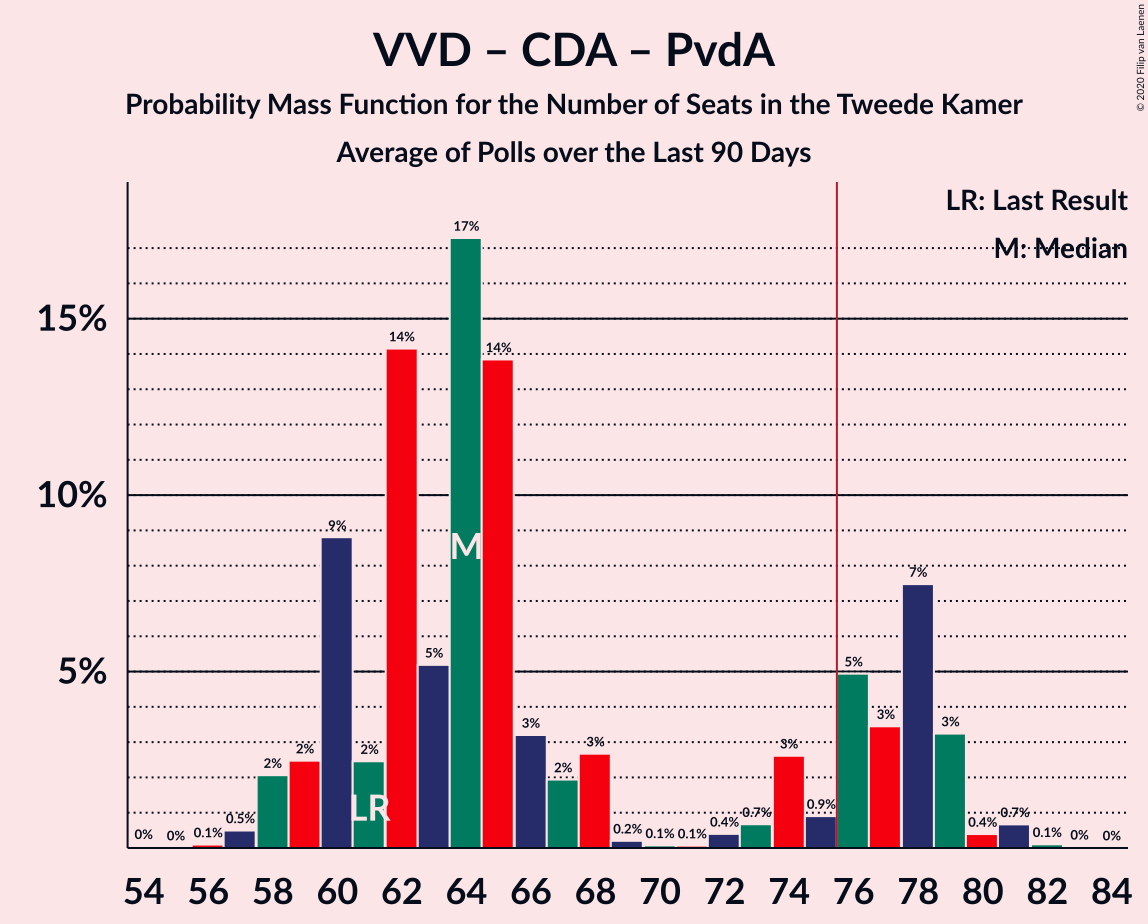 VVD – CDA – PvdA
Probability Mass Function for the Number of Seats in the Tweede Kamer
Average of Polls over the Last 90 Days
© 2020 Filip van Laenen
LR: Last Result
M: Median
15%
10%
5%
0% 0% 0.1% 0.5% 2% 2% 9% 2% 14% 5% 17% 14% 3% 2% 3% 0.2% 0.1% 0.1% 0.4% 0.7% 3% 0.9% 5% 3% 7% 3% 0.4% 0.7% 0.1% 0% 0%
M
LR
54 56 58 60 62 64 66 68 70 72 74 76 78 80 82 84